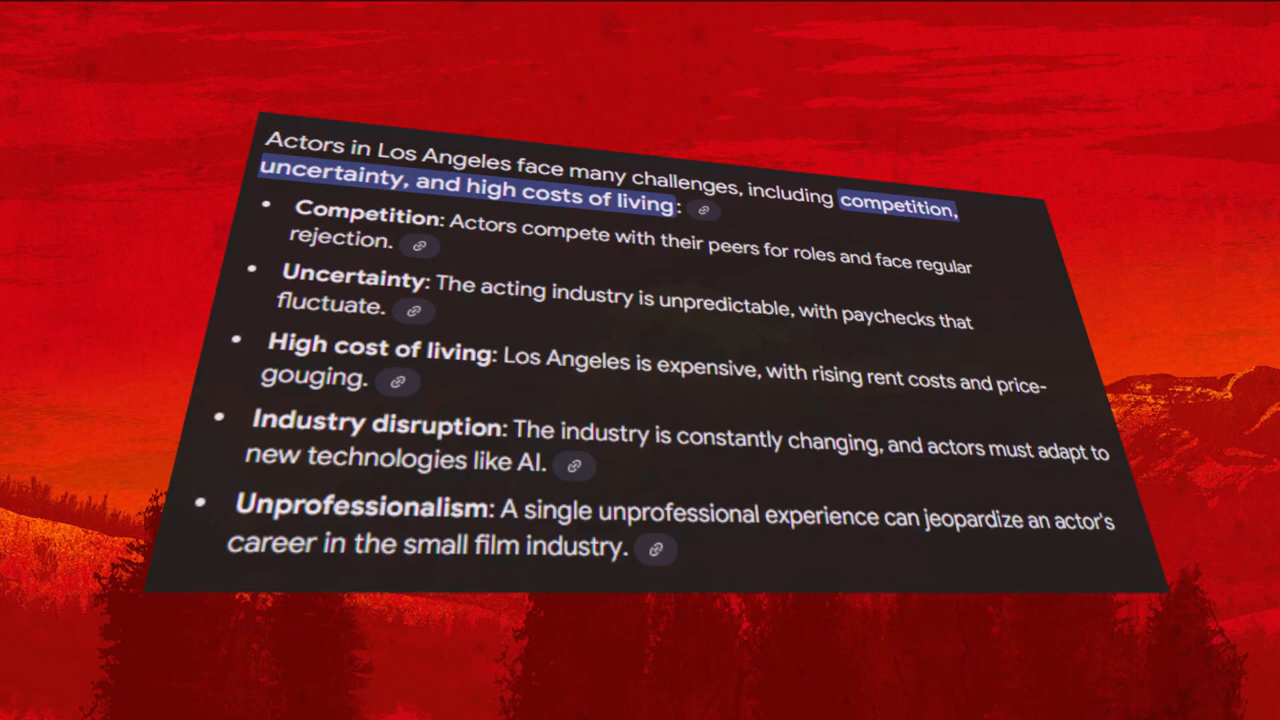 Actors in Los Angeles face many challenges, including competition,
uncertainty, and high costs of living:
• Competition: Actors compete with their peers for roles and face regular
rejection.
• Uncertainty: The acting industry is unpredictable, with paychecks that
fluctuate.
• High cost of living: Los Angeles is expensive, with rising rent costs and price-
gouging.
• Industry disruption: The industry is constantly changing, and actors must adapt to
new technologies like AI.
• Unprofessionalism: A single unprofessional experience can jeopardize an actor's
career in the small film industry.